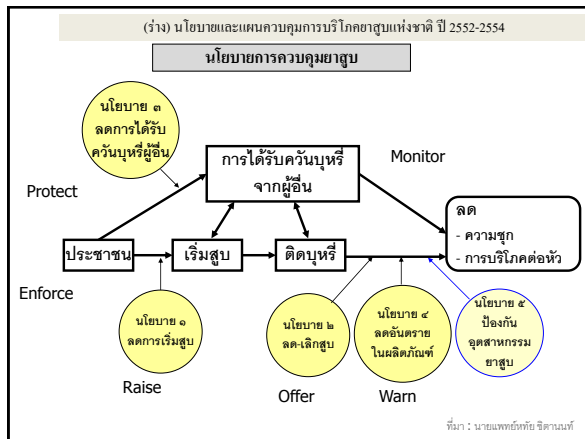 (ร่าง) นโยบายและแผนควบคุมการบริโภคยาสูบแห่งชาติ ปี 2552-2554
นโยบายการควบคุมยาสูบ
นโยบาย ๓
ลดการได้รับ
ควันบุหรี่ผู้อื่น
การได้รับควันบุหรี่
จากผู้อื่น
Monitor
Protect
ลด
- ความชุก
- การบริโภคต่อหัว
ประชาชน
เริ่มสูบ
ติดบุหรี่
Enforce
นโยบาย ๑
ลดการเริ่มสูบ
นโยบาย ๒
ลด-เลิกสูบ
นโยบาย ๔
ลดอันตราย
ในผลิตภัณฑ์
นโยบาย ๕
ป้องกัน
อุตสาหกรรม
ยาสูบ
Raise
Offer
Warn
ที่มา : นายแพทย์หทัย ชิตานนท์